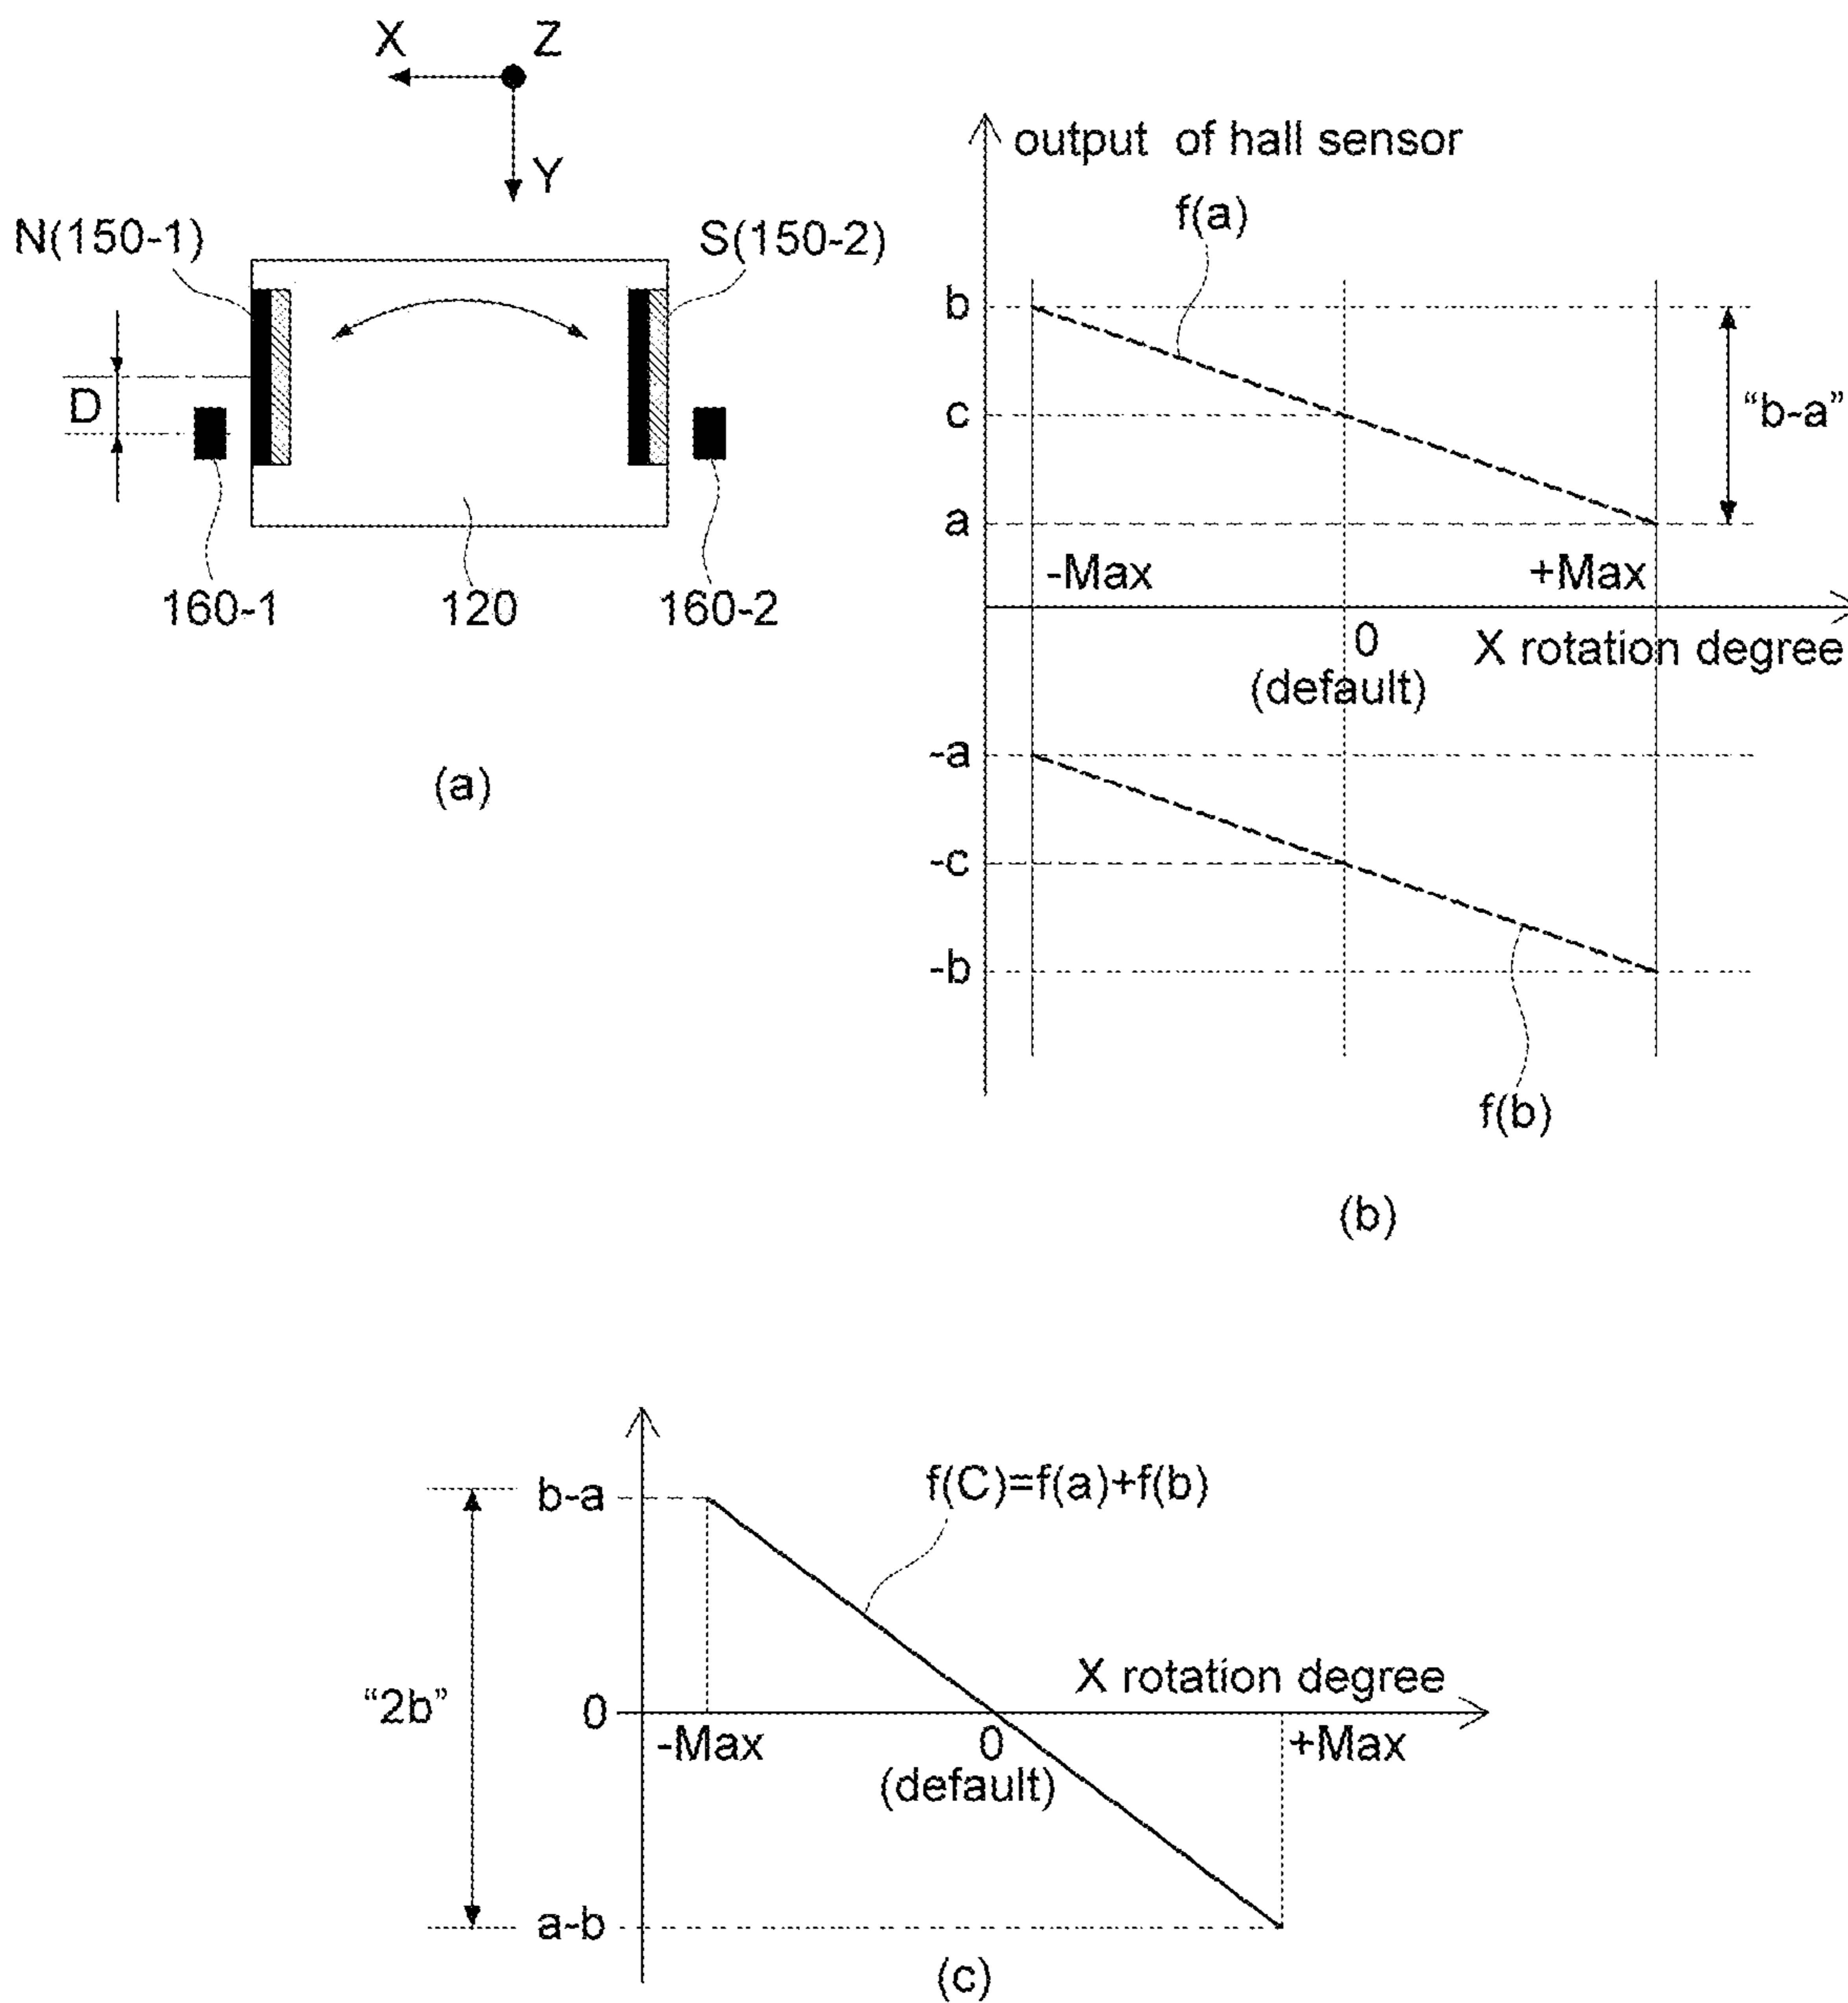 X
Z
Y
N(150-1)
S(150-2)
D
160-1
120
160-2
(a)
output of hall sensor
f(a)
b
c
a
"b-a"
-Max
+Max
0
(default)
X rotation degree
-a
-c
-b
f(b)
(b)
b-a
f(C)=f(a)+f(b)
"2b"
X rotation degree
0
-Max
0
(default)
+Max
a-b
(c)